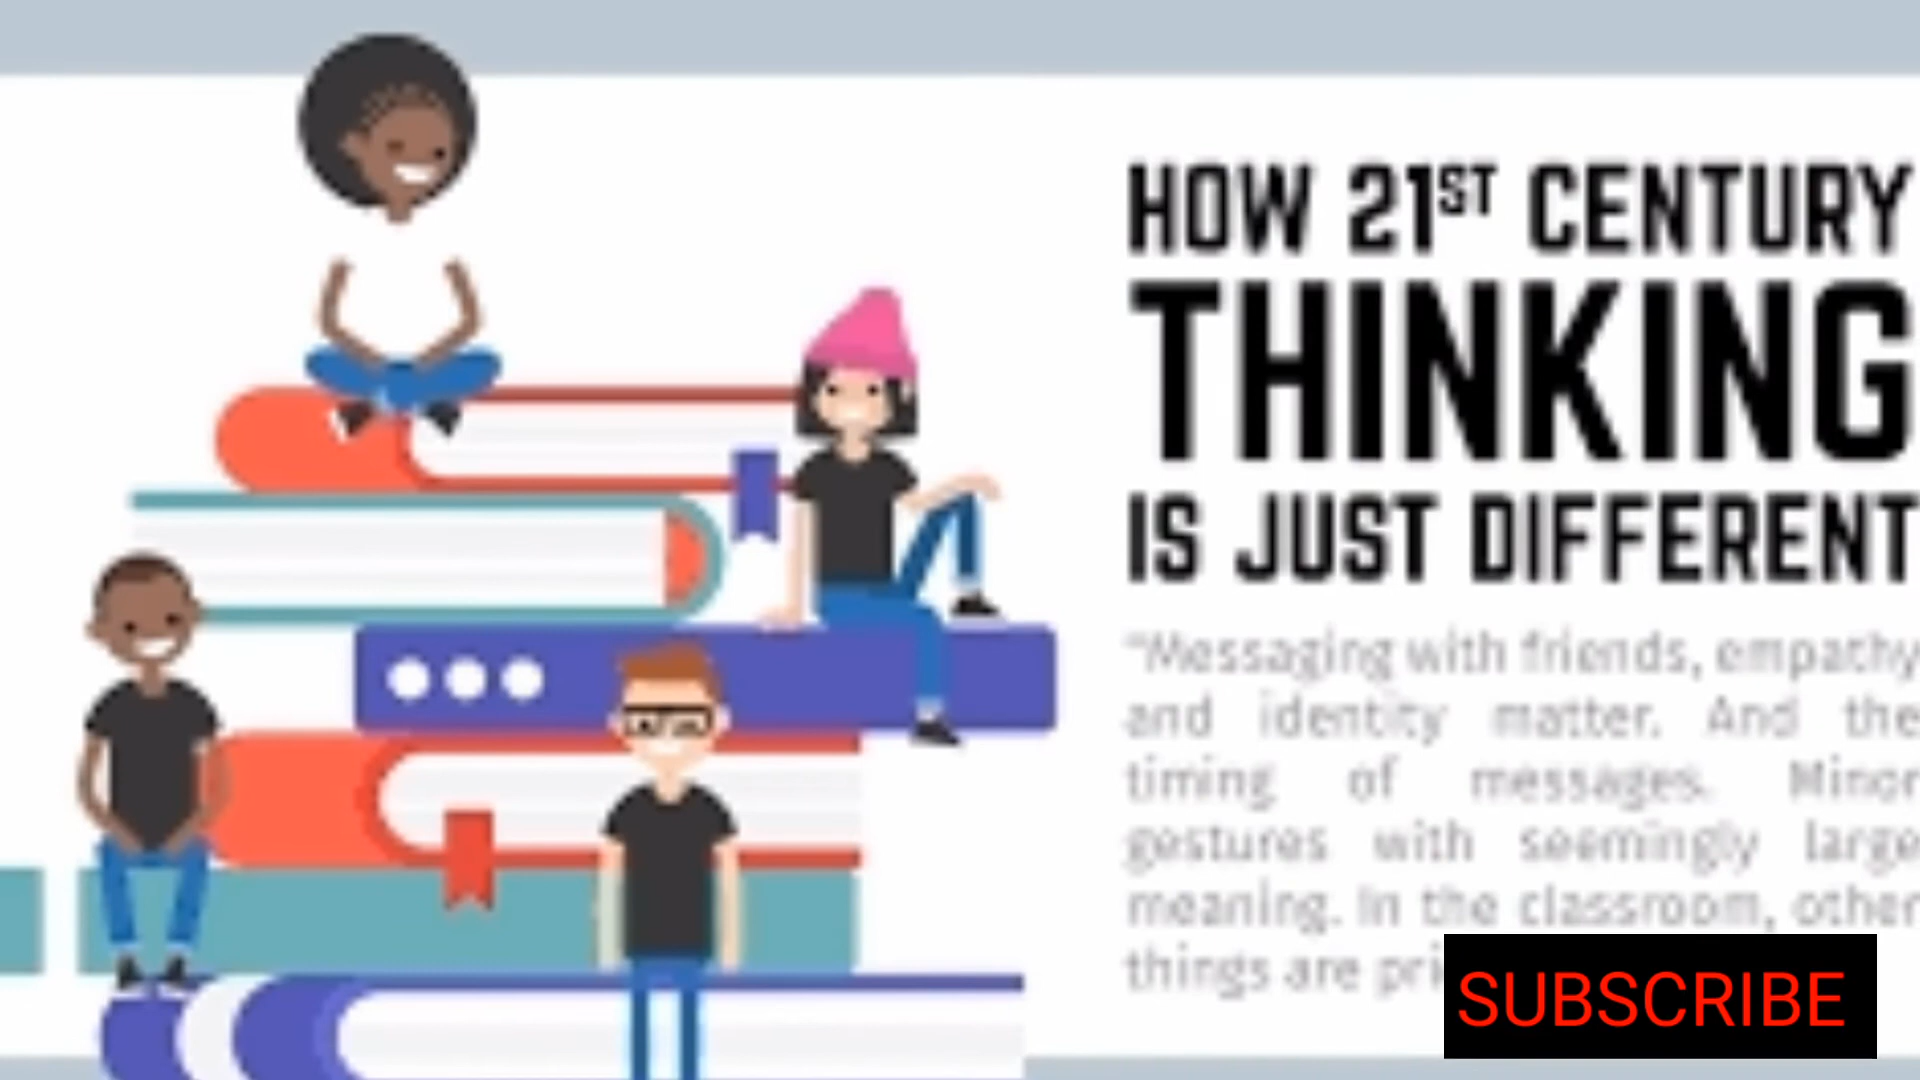 HOW 21ST CENTURY
THINKING
IS JUST DIFFERENT
“Messaging with friends, empathy
and identity matter. And the
timing of messages. Minor
gestures with seemingly large
meaning. In the classroom, other
things are
SUBSCRIBE